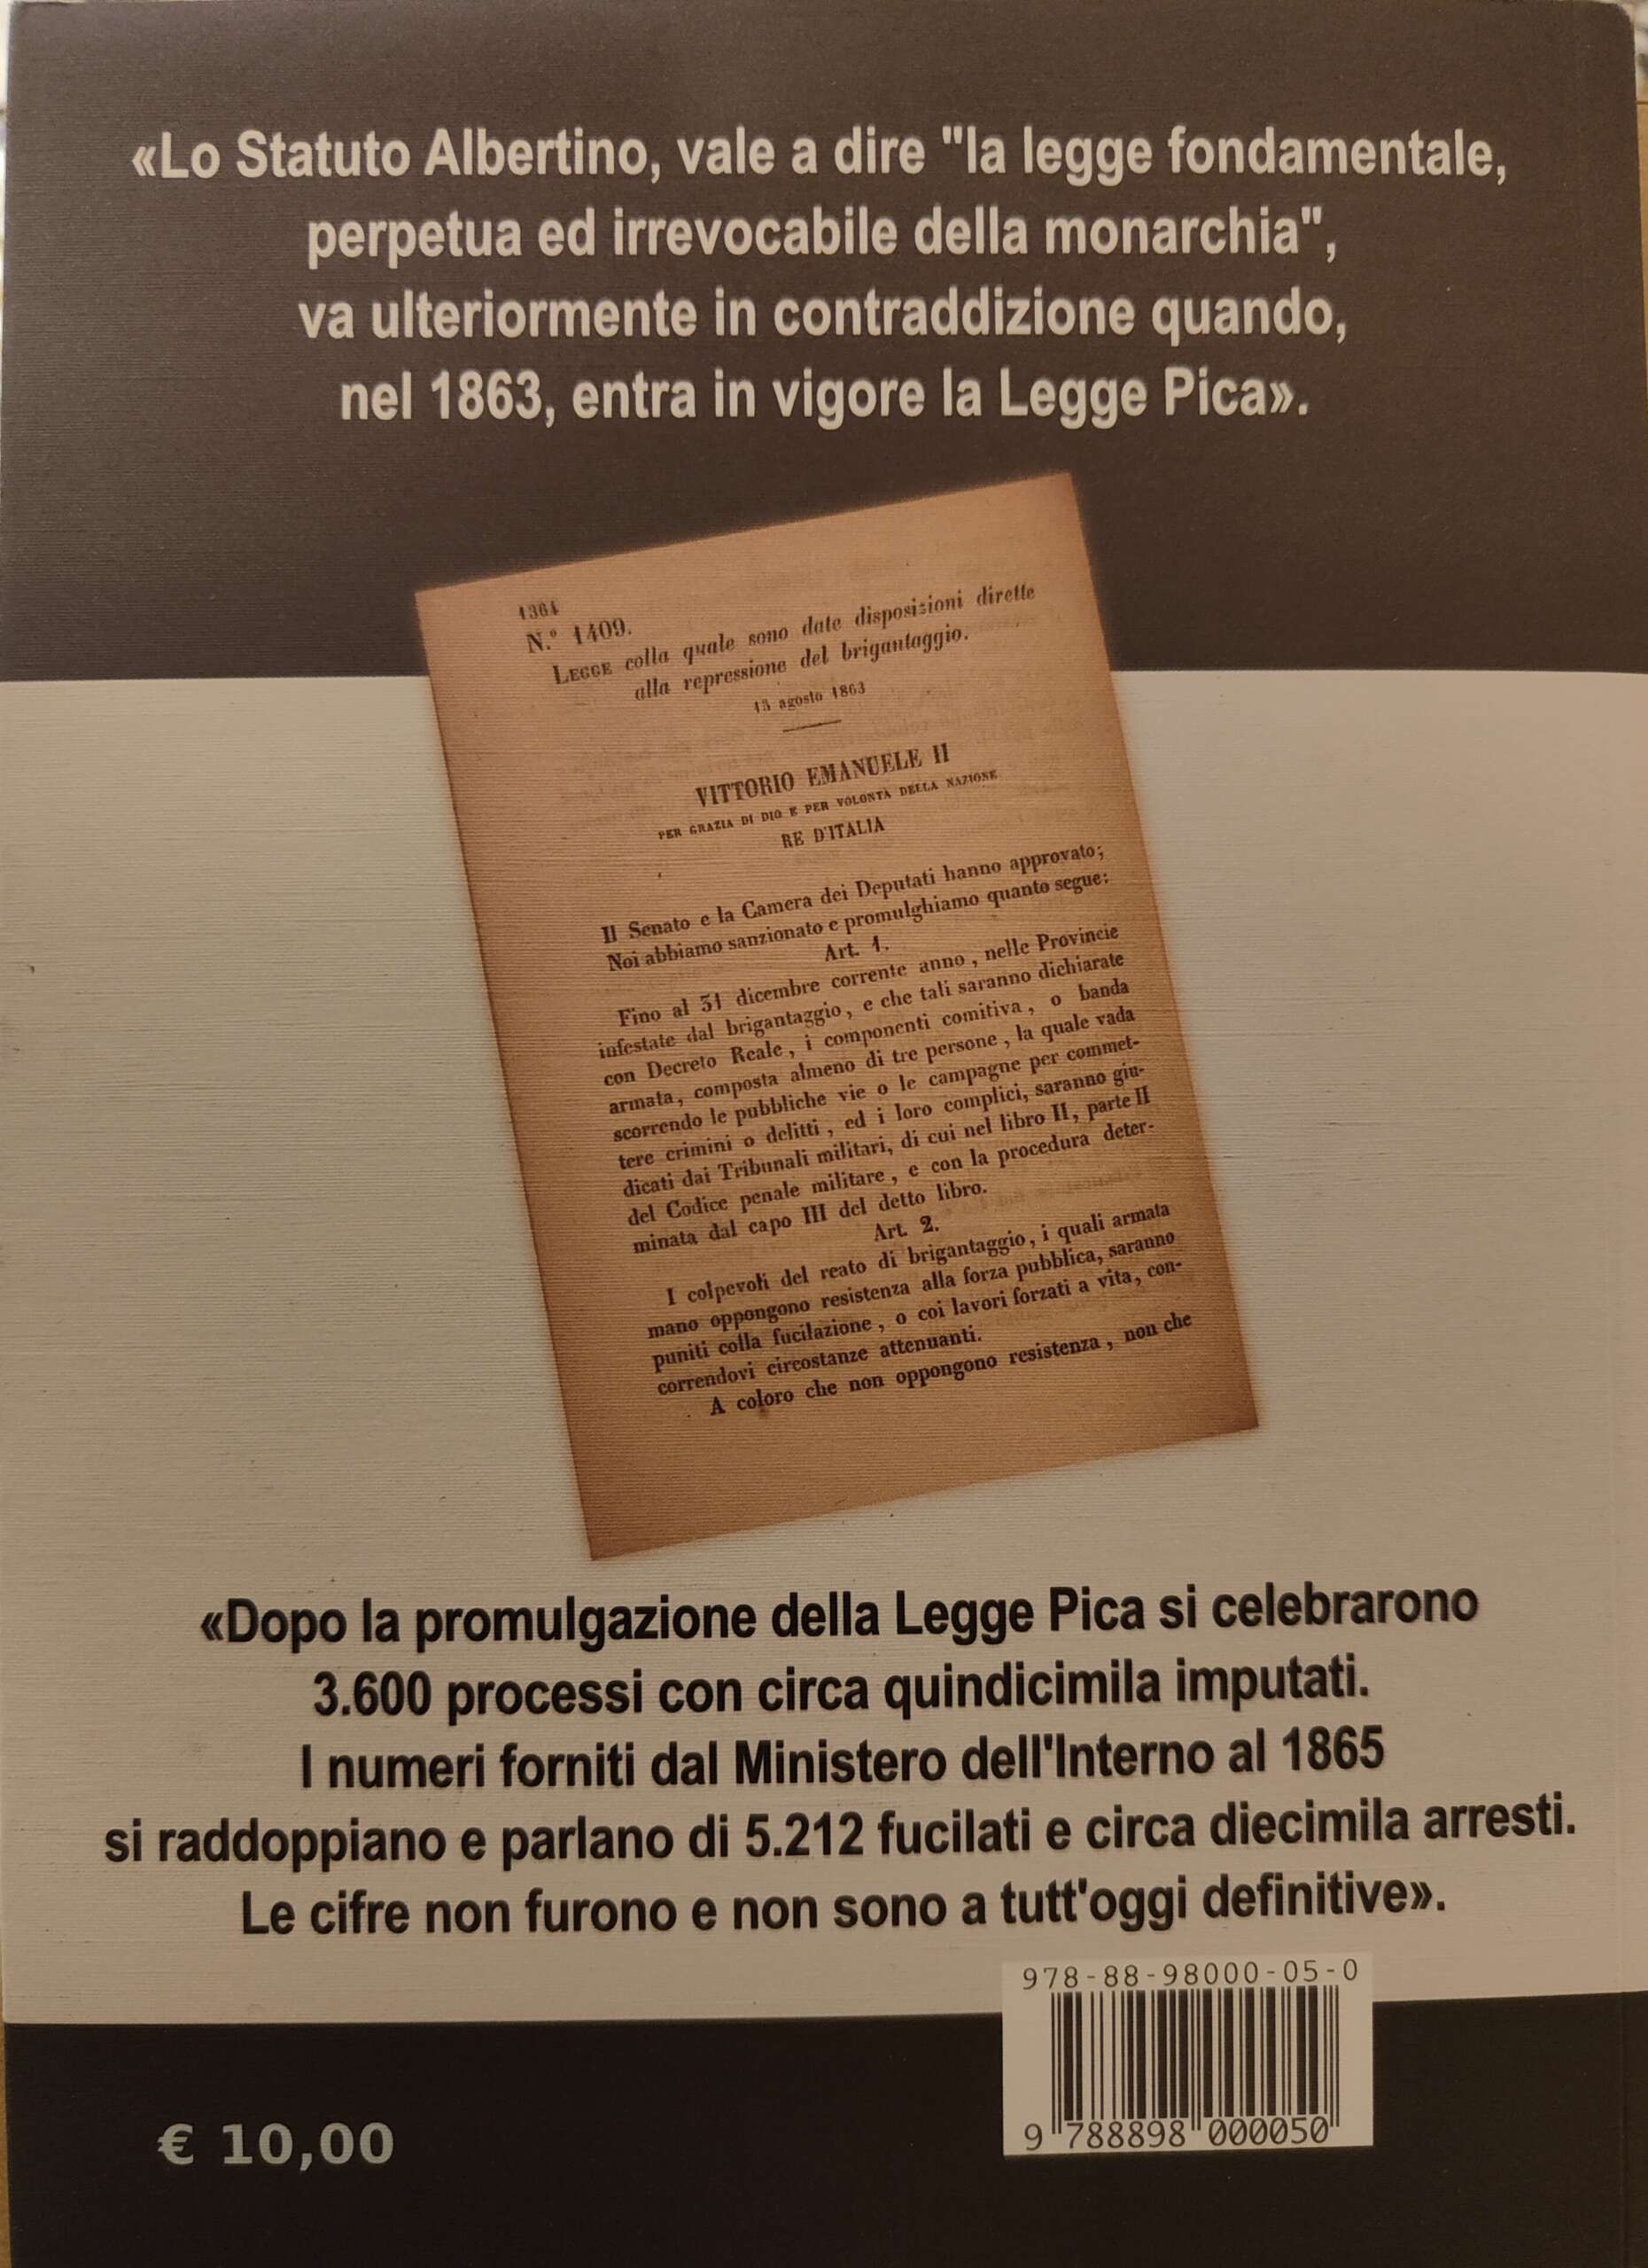 «Lo Statuto Albertino, vale a dire "la legge fondamentale,
perpetua ed irrevocabile della monarchia",
va ulteriormente in contraddizione quando,
nel 1863, entra in vigore la Legge Pica».
1364
N.º 1409.
LEGGE colla quale sono date disposizioni dirette
alla repressione del brigantaggio.
15 agosto 1863
VITTORIO EMANUELE II
PER GRAZIA DI DIO E PER VOLONTÀ DELLA NAZIONE
RE D'ITALIA
Il Senato e la Camera dei Deputati hanno approvato;
Noi abbiamo sanzionato e promulghiamo quanto segue:
Art. 1.
Fino al 31 dicembre corrente anno, nelle Provincie
infestate dal brigantaggio, e che tali saranno dichiarate
con Decreto Reale, i componenti comitiva, o banda
armata, composta almeno di tre persone, la quale vada
scorrendo le pubbliche vie o le campagne per commet-
tere crimini o delitti, ed i loro complici, saranno giu-
dicati dai Tribunali militari, di cui nel libro II, parte II
del Codice penale militare, e con la procedura deter-
minata dal capo III del detto libro.
Art. 2.
I colpevoli del reato di brigantaggio, i quali armata
mano oppongono resistenza alla forza pubblica, saranno
puniti colla fucilazione, o coi lavori forzati a vita, con-
correndovi circostanze attenuanti.
A coloro che non oppongono resistenza, non che
«Dopo la promulgazione della Legge Pica si celebrarono
3.600 processi con circa quindicimila imputati.
I numeri forniti dal Ministero dell'Interno al 1865
si raddoppiano e parlano di 5.212 fucilati e circa diecimila arresti.
Le cifre non furono e non sono a tutt'oggi definitive».
978-88-98000-05-0
9 788898 000050
€ 10,00